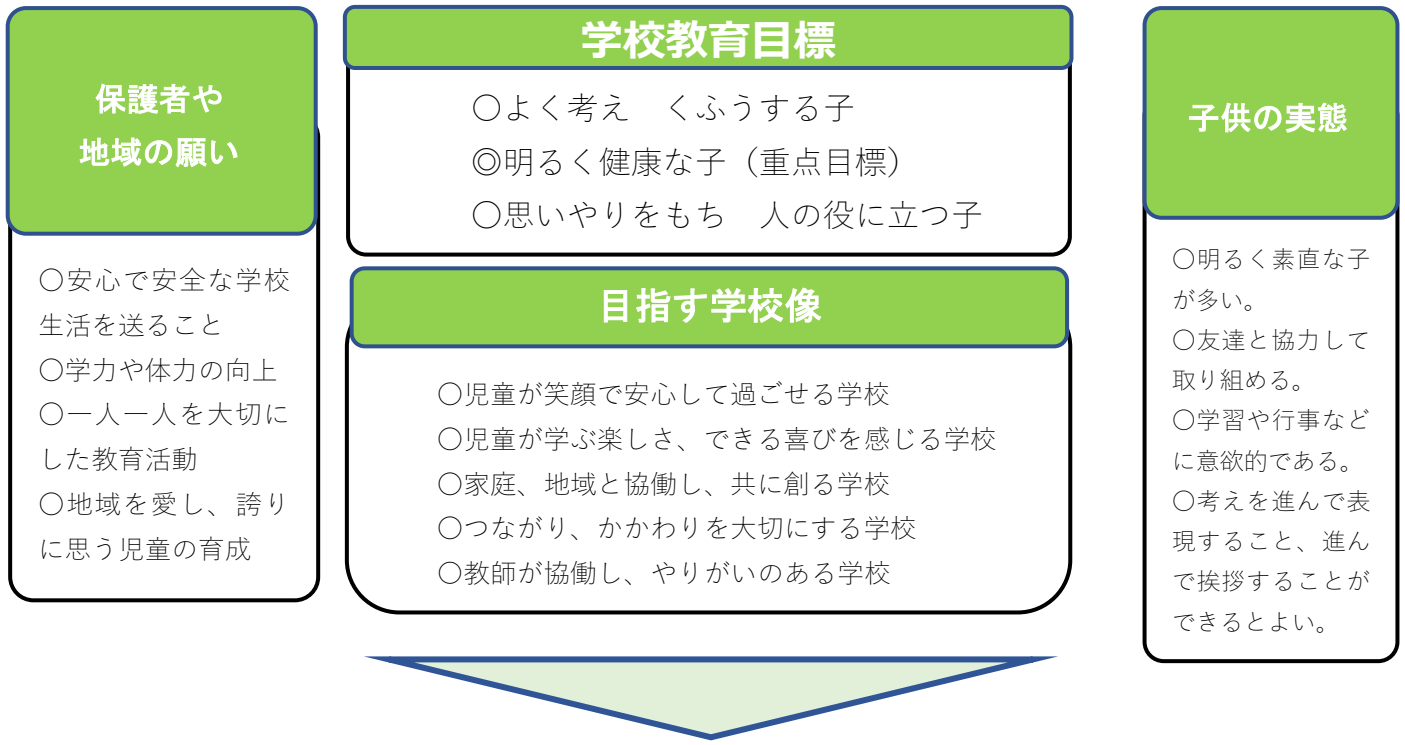 保護者や
地域の願い
○安心で安全な学校
生活を送ること
○学力や体力の向上
○一人一人を大切に
した教育活動
○地域を愛し、誇り
に思う児童の育成
学校教育目標
○よく考え　くふうする子
◎明るく健康な子（重点目標）
○思いやりをもち　人の役に立つ子
目指す学校像
○児童が笑顔で安心して過ごせる学校
○児童が学ぶ楽しさ、できる喜びを感じる学校
○家庭、地域と協働し、共に創る学校
○つながり、かかわりを大切にする学校
○教師が協働し、やりがいのある学校
子供の実態
○明るく素直な子
が多い。
○友達と協力して
取り組める。
○学習や行事など
に意欲的である。
○考えを進んで表
現すること、進ん
で挨拶することが
できるとよい。